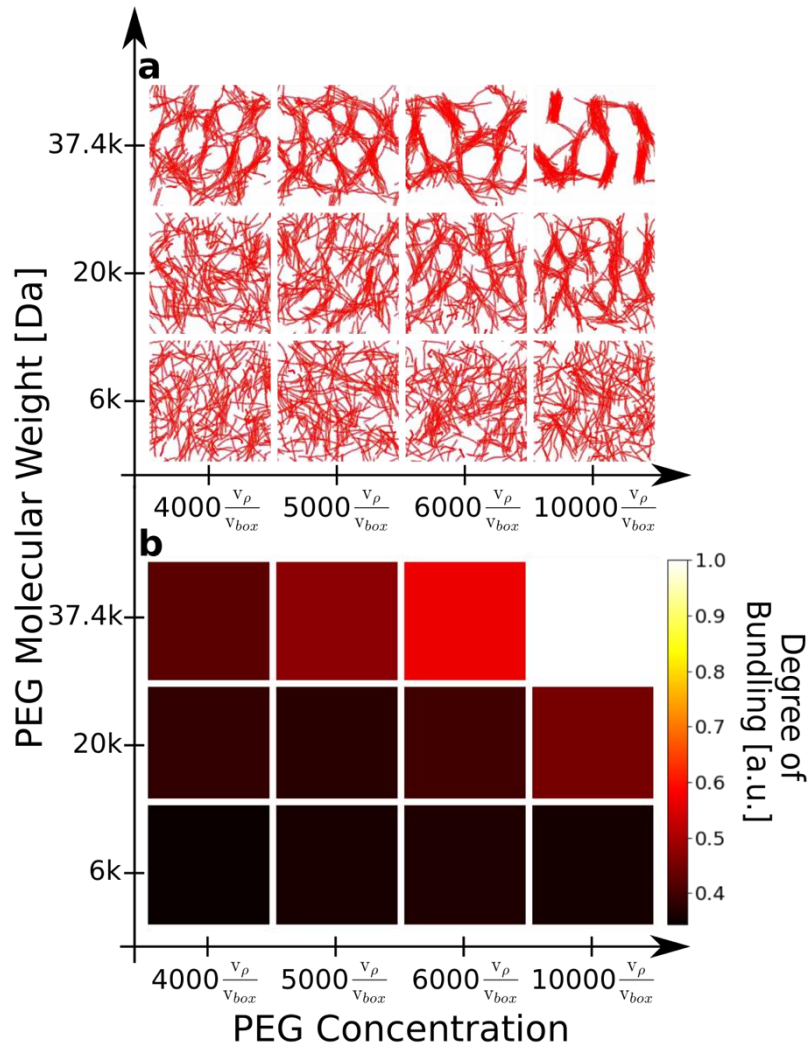 a
PEG Molecular Weight [Da]
37.4k
20k
6k
4000 vρ/vbox 5000 vρ/vbox 6000 vρ/vbox 10000 vρ/vbox
b
37.4k
20k
6k
1.0
0.9
0.8
0.7
0.6
0.5
0.4
Degree of
Bundling [a.u.]
4000 vρ/vbox 5000 vρ/vbox 6000 vρ/vbox 10000 vρ/vbox
PEG Concentration